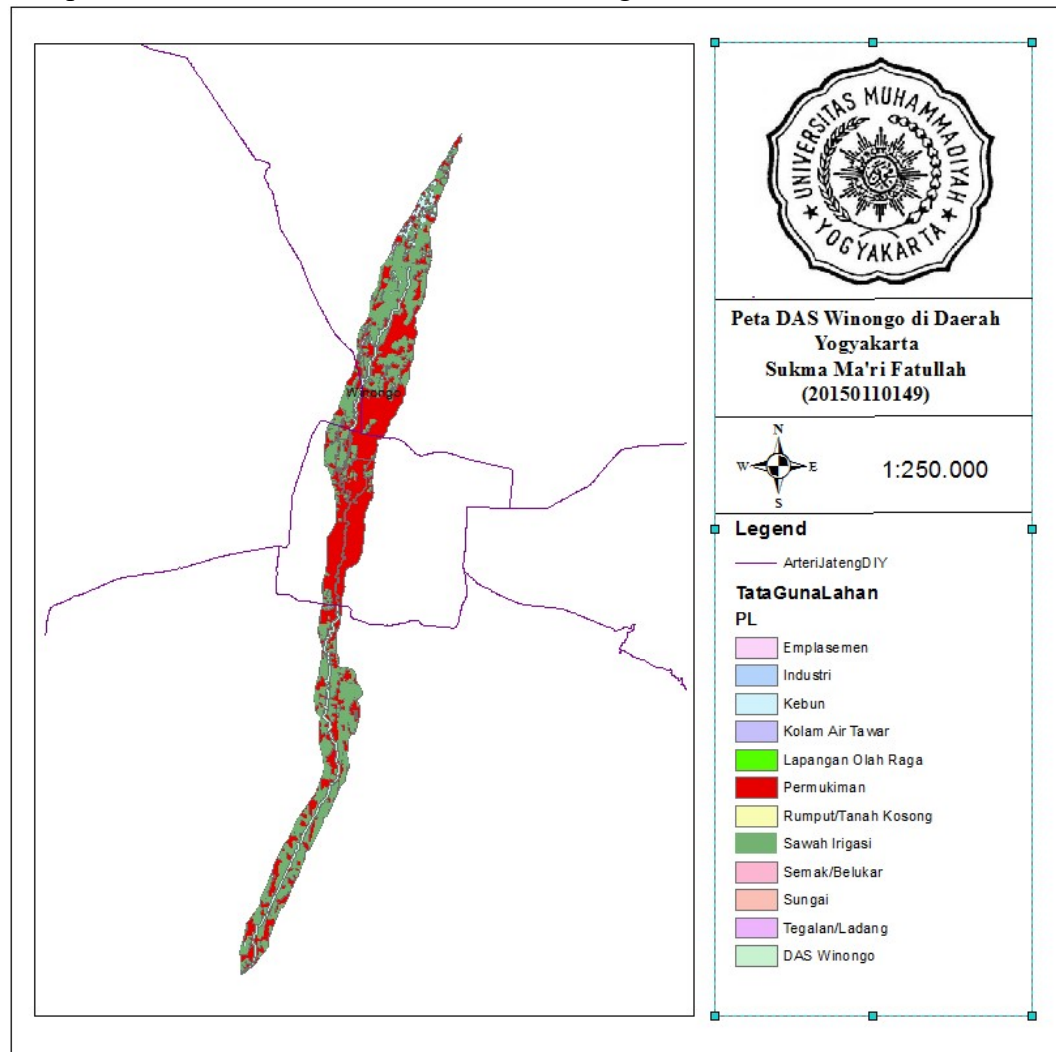 Winongo
UNIVERSITAS MUHAMMADIYAH
YOGYAKARTA
Peta DAS Winongo di Daerah
Yogyakarta
Sukma Ma'ri Fatullah
(20150110149)
N
W E
S
1:250.000
Legend
ArteriJatengDIY
TataGunaLahan
PL
Emplasemen
Industri
Kebun
Kolam Air Tawar
Lapangan Olah Raga
Permukiman
Rumput/Tanah Kosong
Sawah Irigasi
Semak/Belukar
Sungai
Tegalan/Ladang
DAS Winongo